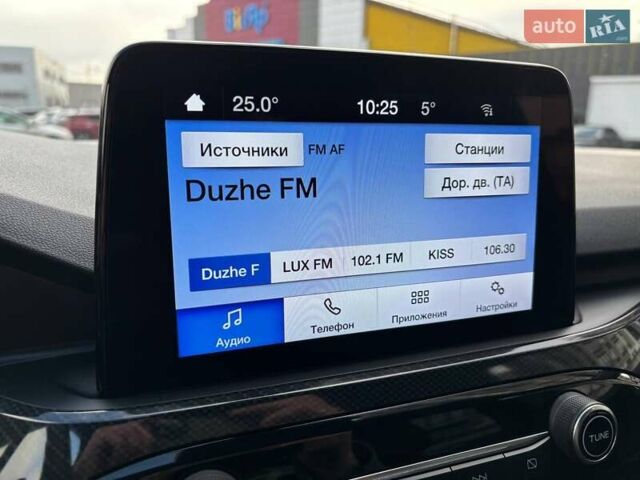 auto RIA.com
25.0° 10:25 5°
Источники FM AF Станции
Duzhe FM Дор. дв. (TA)
Duzhe F LUX FM 102.1 FM KISS 106.30
Аудио Телефон Приложения Настройки
TUNE